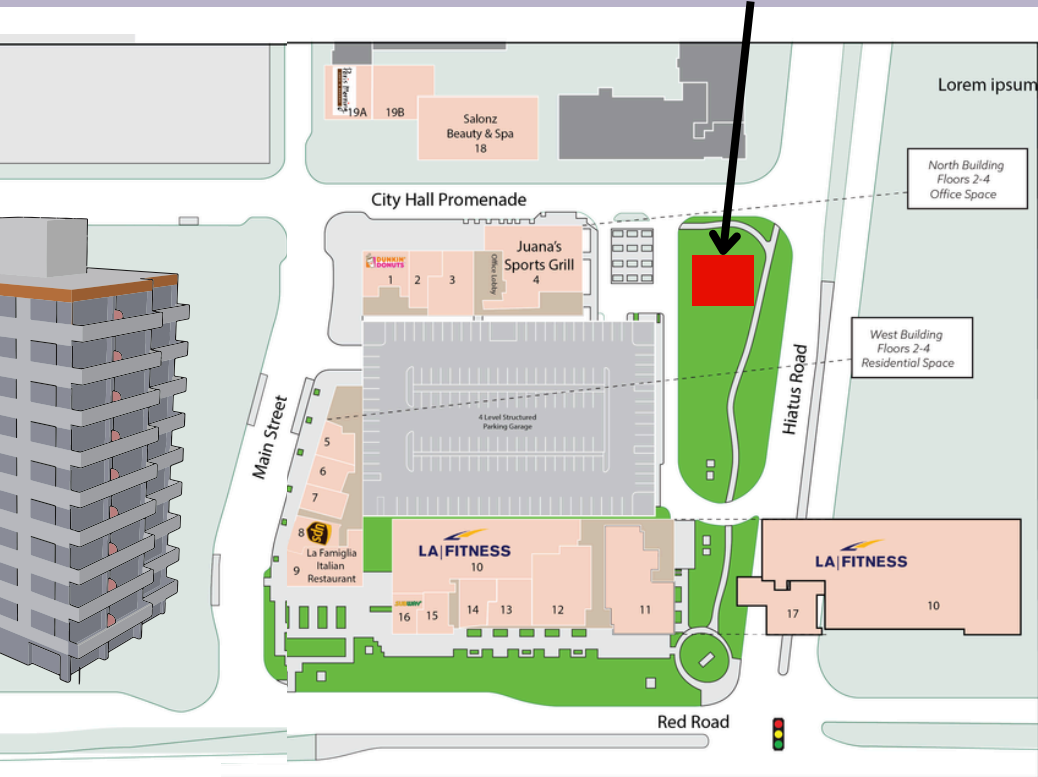 Lorem ipsum
19A
19B
Salonz
Beauty & Spa
18
North Building
Floors 2-4
Office Space
City Hall Promenade
DUNKIN'
DONUTS
1
2
3
Office Lobby
Juana's
Sports Grill
4
West Building
Floors 2-4
Residential Space
Hiatus Road
Main Street
4 Level Structured
Parking Garage
5
6
7
8
ups
La Famiglia
Italian
Restaurant
9
LA|FITNESS
10
SUBWAY
16
15
14
13
12
11
LA|FITNESS
10
17
Red Road